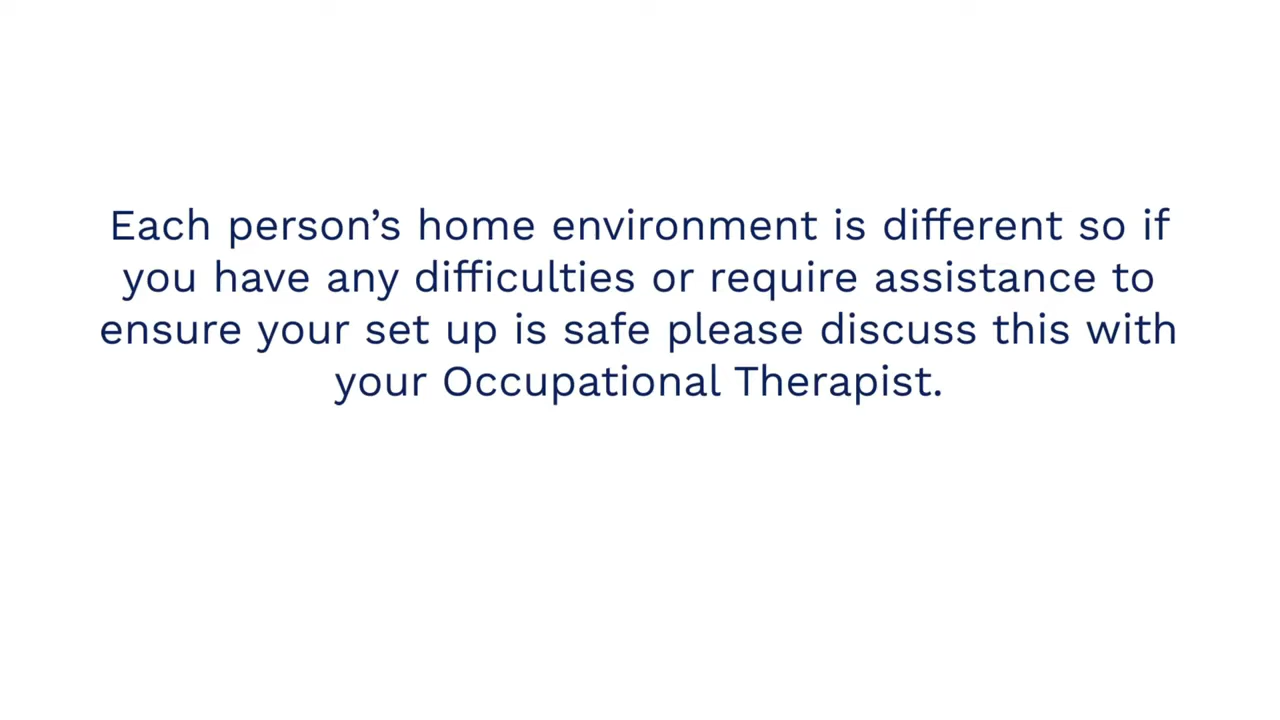 Each person’s home environment is different so if
you have any difficulties or require assistance to
ensure your set up is safe please discuss this with
your Occupational Therapist.